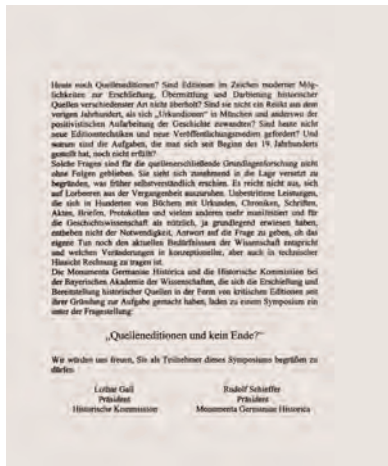 Heute noch Quelleneditionen? Sind Editionen im Zeichen moderner Mög-
lichkeiten zur Erschließung, Übermittlung und Darbietung historischer
Quellen verschiedenster Art nicht überholt? Sind sie nicht ein Relikt aus dem
vorigen Jahrhundert, als sich „Urkundionen“ in München und anderswo der
positivistischen Aufarbeitung der Geschichte zuwandten? Sind heute nicht
neue Editionstechniken und neue Veröffentlichungsmedien gefordert? Und
warum sind die Aufgaben, die man sich seit Beginn des 19. Jahrhunderts
gestellt hat, noch nicht erfüllt?
Solche Fragen sind für die quellenerschließende Grundlagenforschung nicht
ohne Folgen geblieben. Sie sieht sich zunehmend in die Lage versetzt zu
begründen, was früher selbstverständlich erschien. Es reicht nicht aus, sich
auf Lorbeeren aus der Vergangenheit auszuruhen. Unbestrittene Leistungen,
die sich in Hunderten von Büchern mit Urkunden, Chroniken, Schriften,
Akten, Briefen, Protokollen und vielem anderen mehr manifestiert und für
die Geschichtswissenschaft als nützlich, ja grundlegend erwiesen haben,
entheben nicht der Notwendigkeit, Antwort auf die Frage zu geben, ob das
eigene Tun noch den aktuellen Bedürfnissen der Wissenschaft entspricht
und welchen Veränderungen in konzeptioneller, aber auch in technischer
Hinsicht Rechnung zu tragen ist.
Die Monumenta Germaniae Historica und die Historische Kommission bei
der Bayerischen Akademie der Wissenschaften, die sich die Erschließung und
Bereitstellung historischer Quellen in der Form von kritischen Editionen seit
ihrer Gründung zur Aufgabe gemacht haben, laden zu einem Symposium ein
unter der Fragestellung:
„Quelleneditionen und kein Ende?“
Wir würden uns freuen, Sie als Teilnehmer dieses Symposiums begrüßen zu
dürfen.
Lothar Gall
Präsident
Historische Kommission
Rudolf Schieffer
Präsident
Monumenta Germaniae Historica